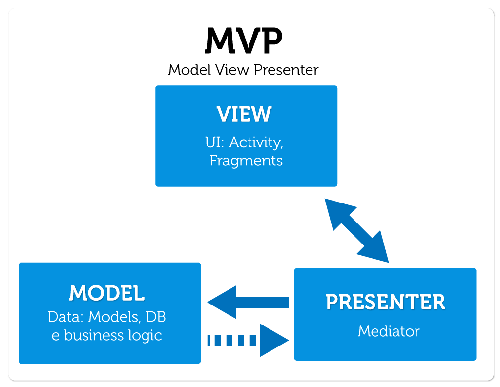 MVP
Model View Presenter
VIEW
UI: Activity,
Fragments
MODEL
Data: Models, DB
e business logic
PRESENTER
Mediator